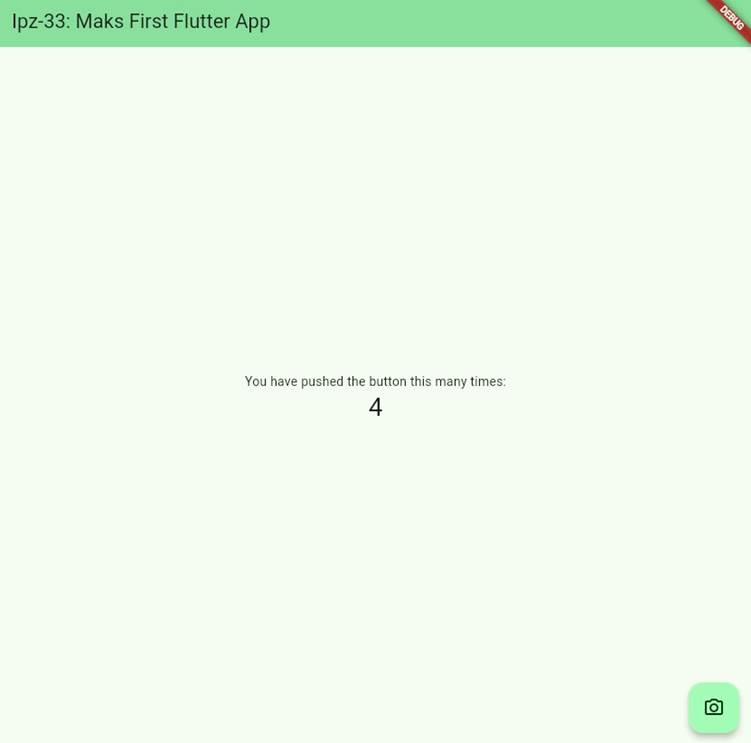 Ipz-33: Maks First Flutter App
DEBUG
You have pushed the button this many times:
4